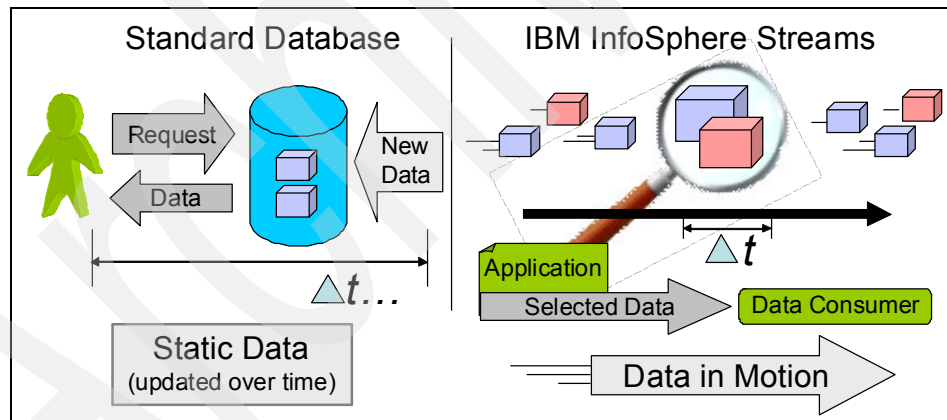 Standard Database
Request
Data
New
Data
△t...
Static Data
(updated over time)
IBM InfoSphere Streams
△t
Application
Selected Data
Data Consumer
Data in Motion